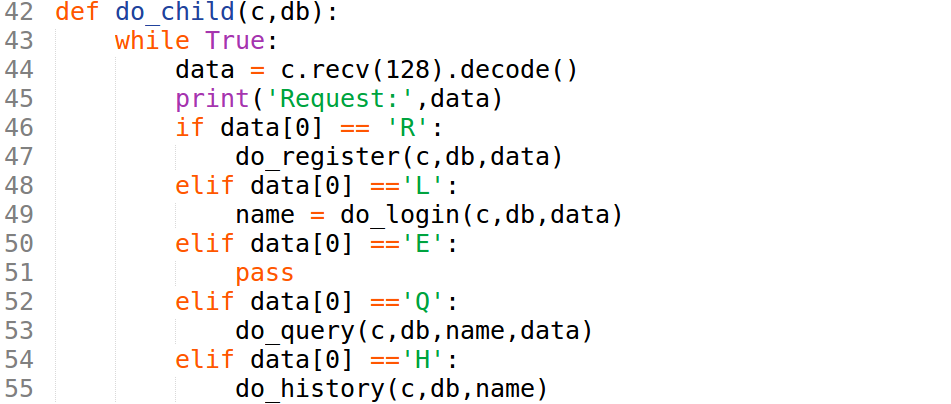 42 def do_child(c,db):
43     while True:
44         data = c.recv(128).decode()
45         print('Request:',data)
46         if data[0] == 'R':
47             do_register(c,db,data)
48         elif data[0] =='L':
49             name = do_login(c,db,data)
50         elif data[0] =='E':
51             pass
52         elif data[0] =='Q':
53             do_query(c,db,name,data)
54         elif data[0] =='H':
55             do_history(c,db,name)